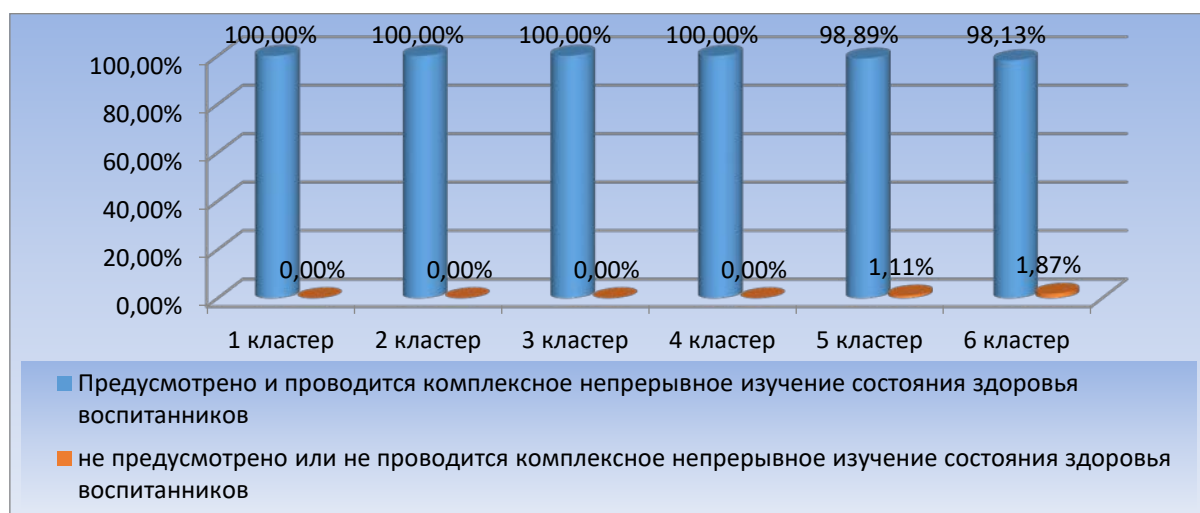 100,00% 100,00% 100,00% 100,00% 98,89% 98,13%
100,00%
80,00%
60,00%
40,00%
20,00%
0,00%
0,00% 0,00% 0,00% 0,00% 1,11% 1,87%
1 кластер 2 кластер 3 кластер 4 кластер 5 кластер 6 кластер
Предусмотрено и проводится комплексное непрерывное изучение состояния здоровья
воспитанников
не предусмотрено или не проводится комплексное непрерывное изучение состояния здоровья
воспитанников